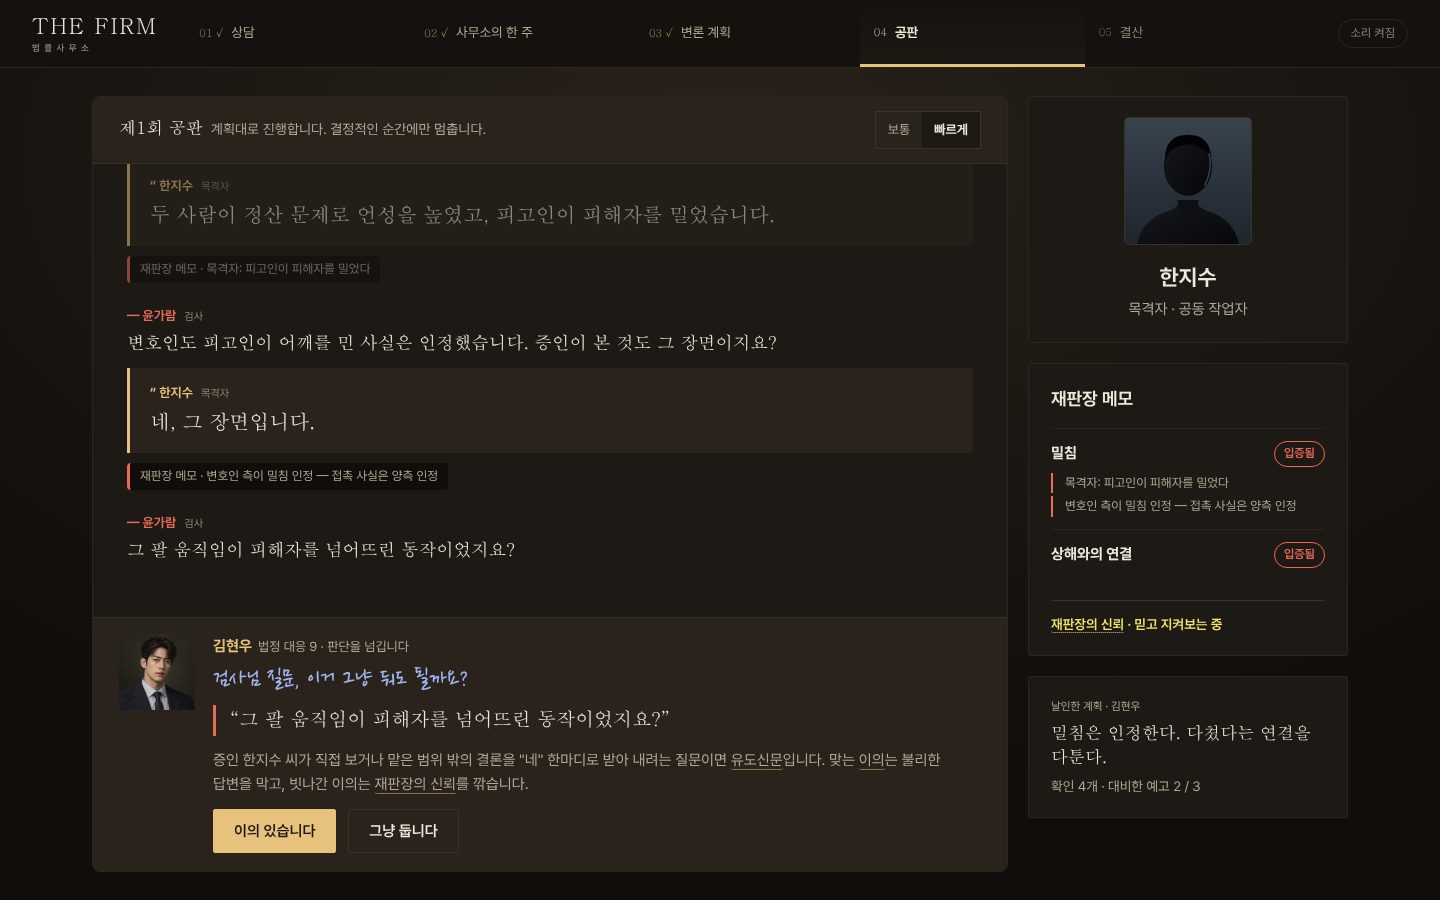 THE FIRM
법률사무소
01 ✓ 상담
02 ✓ 사무소의 한 주
03 ✓ 변론 계획
04 공판
05 결산
소리 켜짐
제1회 공판 계획대로 진행합니다. 결정적인 순간에만 멈춥니다.
보통 빠르게
“ 한지수 목격자
두 사람이 정산 문제로 언성을 높였고, 피고인이 피해자를 밀었습니다.
재판장 메모 · 목격자: 피고인이 피해자를 밀었다
— 윤가람 검사
변호인도 피고인이 어깨를 민 사실은 인정했습니다. 증인이 본 것도 그 장면이지요?
“ 한지수 목격자
네, 그 장면입니다.
재판장 메모 · 변호인 측이 밀침 인정 — 접촉 사실은 양측 인정
— 윤가람 검사
그 팔 움직임이 피해자를 넘어뜨린 동작이었지요?
김현우 법정 대응 9 · 판단을 넘깁니다
검사님 질문, 이거 그냥 둬도 될까요?
“그 팔 움직임이 피해자를 넘어뜨린 동작이었지요?”
증인 한지수 씨가 직접 보거나 맡은 범위 밖의 결론을 "네" 한마디로 받아 내려는 질문이면 유도신문입니다. 맞는 이의는 불리한
답변을 막고, 빗나간 이의는 재판장의 신뢰를 깎습니다.
이의 있습니다
그냥 둡니다
한지수
목격자 · 공동 작업자
재판장 메모
밀침 입증됨
목격자: 피고인이 피해자를 밀었다
변호인 측이 밀침 인정 — 접촉 사실은 양측 인정
상해와의 연결 입증됨
재판장의 신뢰 · 믿고 지켜보는 중
날인한 계획 · 김현우
밀침은 인정한다. 다쳤다는 연결을
다툰다.
확인 4개 · 대비한 예고 2 / 3